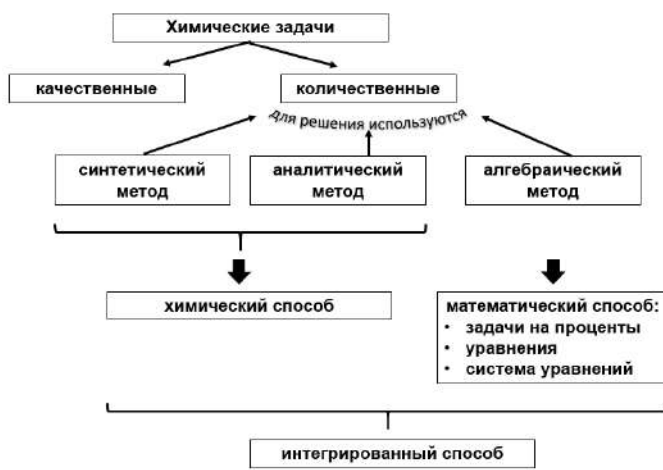 Химические задачи
качественные
количественные
для решения используются
синтетический
метод
аналитический
метод
алгебраический
метод
химический способ
математический способ:
• задачи на проценты
• уравнения
• система уравнений
интегрированный способ